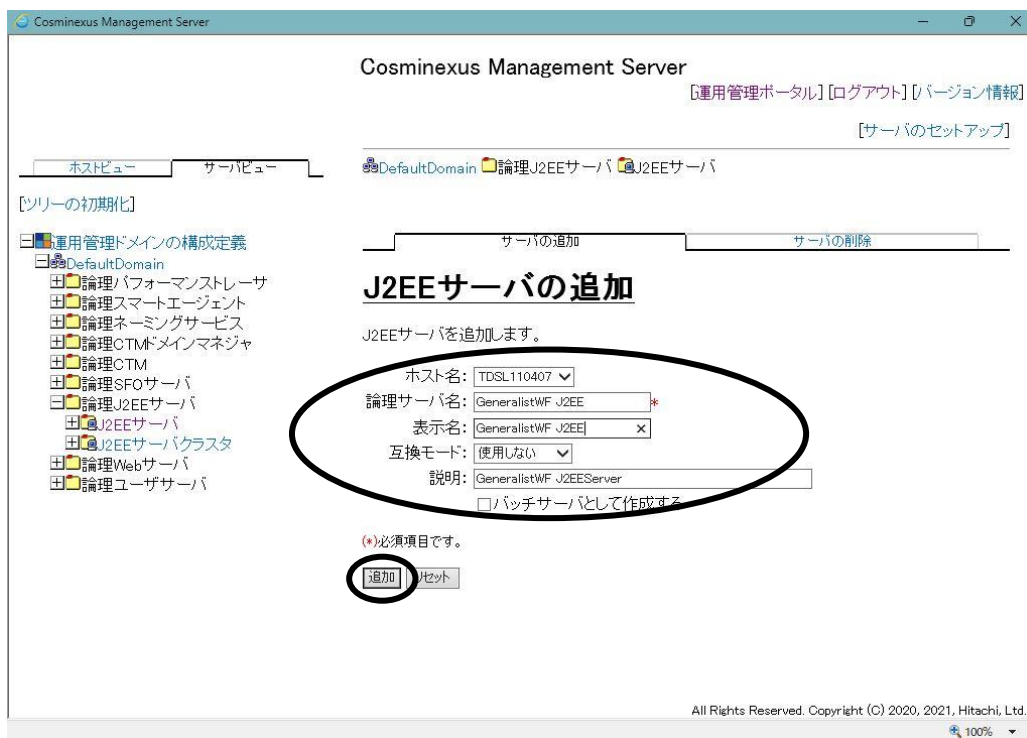 Cosminexus Management Server
Cosminexus Management Server
[運用管理ポータル] [ログアウト] [バージョン情報]
[サーバのセットアップ]
ホストビュー サーバビュー
DefaultDomain 論理J2EEサーバ J2EEサーバ
[ツリーの初期化]
運用管理ドメインの構成定義
DefaultDomain
論理パフォーマンストレーサ
論理スマートエージェント
論理ネーミングサービス
論理CTMドメインマネジャ
論理CTM
論理SFOサーバ
論理J2EEサーバ
J2EEサーバ
J2EEサーバクラスタ
論理Webサーバ
論理ユーザサーバ
サーバの追加 サーバの削除
J2EEサーバの追加
J2EEサーバを追加します。
ホスト名: TDSL110407
論理サーバ名: GeneralistWF J2EE *
表示名: GeneralistWF J2EE
互換モード: 使用しない
説明: GeneralistWF J2EEServer
バッチサーバとして作成する
(*)必須項目です。
追加 リセット
All Rights Reserved. Copyright (C) 2020, 2021, Hitachi, Ltd.
100%